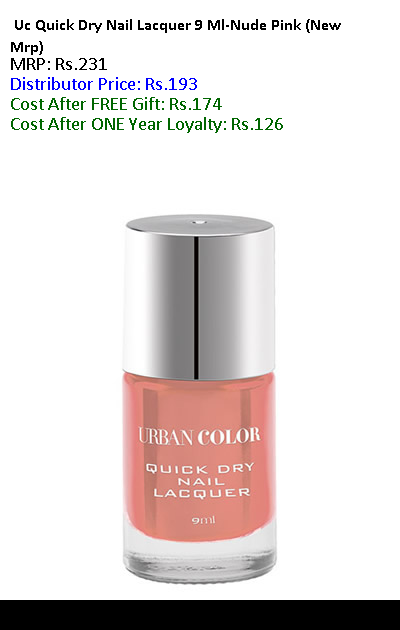 Uc Quick Dry Nail Lacquer 9 Ml-Nude Pink (New
Mrp)
MRP: Rs.231
Distributor Price: Rs.193
Cost After FREE Gift: Rs.174
Cost After ONE Year Loyalty: Rs.126
URBAN COLOR
QUICK DRY
NAIL
LACQUER
9ml